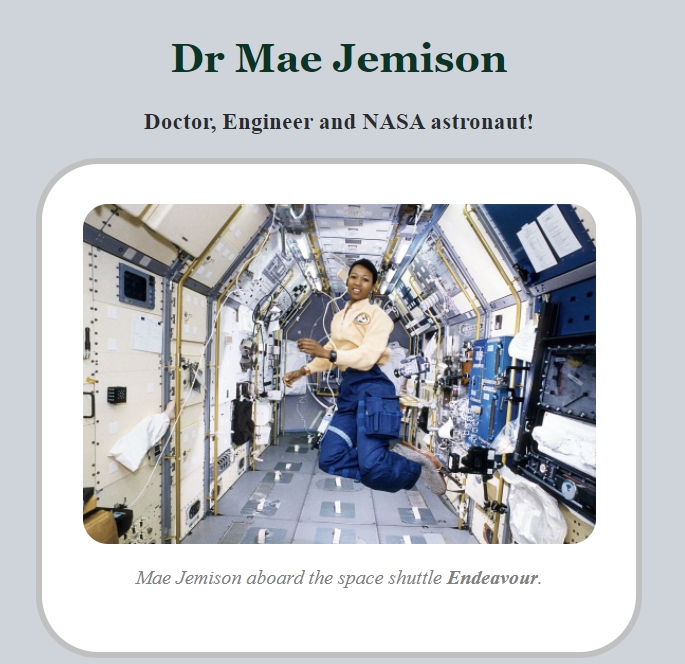 Dr Mae Jemison
Doctor, Engineer and NASA astronaut!
Mae Jemison aboard the space shuttle Endeavour.